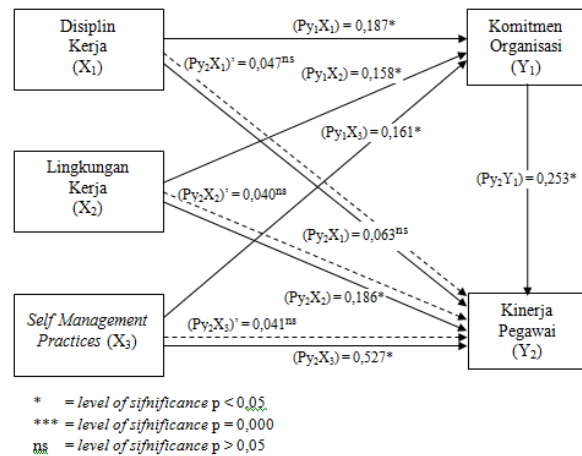 Disiplin
Kerja
(X₁)
(Py₁X₁) = 0,187*
Komitmen
Organisasi
(Y₁)
(Py₂X₁)' = 0,047ⁿˢ
(Py₁X₂) = 0,158*
(Py₁X₃) = 0,161*
Lingkungan
Kerja
(X₂)
(Py₂X₂)' = 0,040ⁿˢ
(Py₂Y₁) = 0,253*
(Py₂X₁) = 0,063ⁿˢ
(Py₂X₂) = 0,186*
Self Management
Practices (X₃)
(Py₂X₃)' = 0,041ⁿˢ
(Py₂X₃) = 0,527*
Kinerja
Pegawai
(Y₂)
* = level of sifnificance p < 0,05
*** = level of sifnificance p = 0,000
ns = level of sifnificance p > 0,05